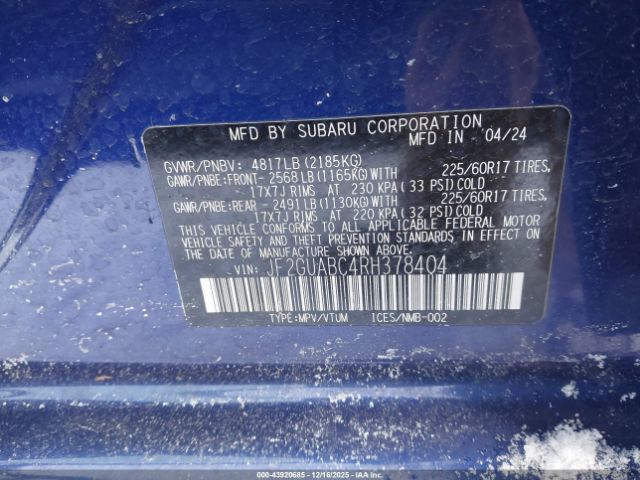 MFD BY SUBARU CORPORATION
MFD IN 04/24
GVWR/PNBV: 4817LB (2185KG)
GAWR/PNBE:FRONT- 2568 LB (1165KG)WITH 225/60R17 TIRES,
17X7J RIMS AT 230 KPA (33 PSI)COLD
GAWR/PNBE:REAR - 2491 LB (1130KG)WITH 225/60R17 TIRES,
17X7J RIMS AT 220 KPA (32 PSI)COLD
THIS VEHICLE CONFORMS TO ALL APPLICABLE FEDERAL MOTOR
VEHICLE SAFETY AND THEFT PREVENTION STANDARDS IN EFFECT ON
THE DATE OF MANUFACTURE SHOWN ABOVE.
VIN: JF2GUABC4RH378404
TYPE:MPV/VTUM ICES/NMB-002
000-43920685 - 12/16/2025 - ©IAA, LLC